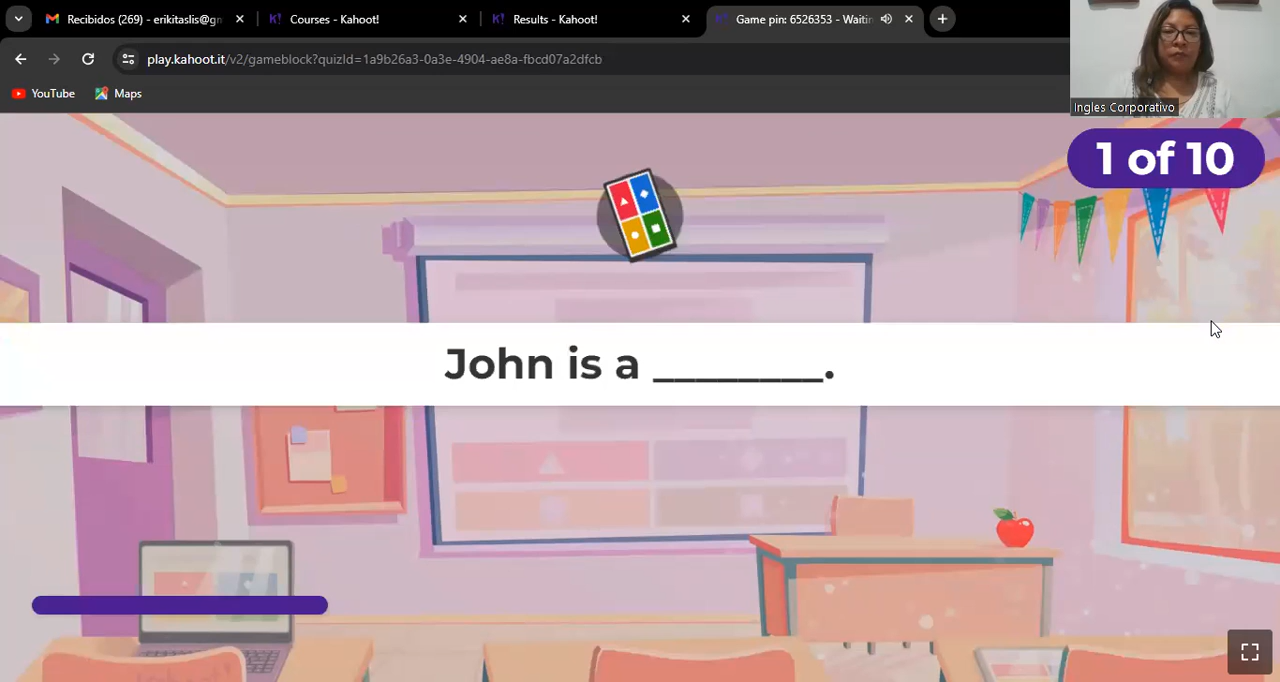 Recibidos (269) - erikitaslis@gm
Courses - Kahoot!
Results - Kahoot!
Game pin: 6526353 - Waitin
play.kahoot.it/v2/gameblock?quizId=1a9b26a3-0a3e-4904-ae8a-fbcd07a2dfcb
YouTube
Maps
Ingles Corporativo
1 of 10
John is a ________.